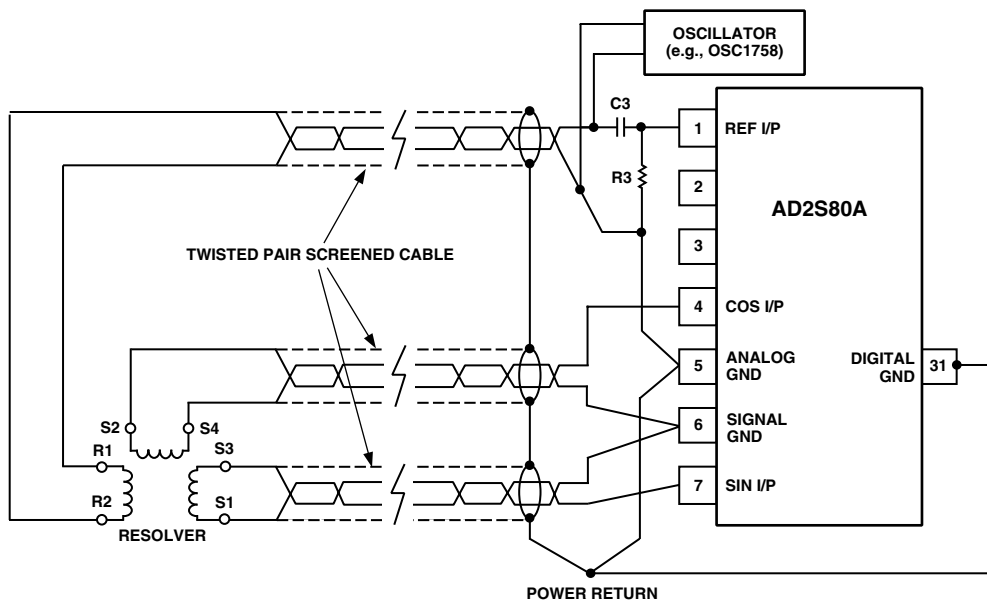 OSCILLATOR
(e.g., OSC1758)
C3
1
REF I/P
R3
2
AD2S80A
3
TWISTED PAIR SCREENED CABLE
4
COS I/P
5
ANALOG
GND
DIGITAL
GND
31
S2
S4
6
SIGNAL
GND
R1
S3
7
SIN I/P
R2
S1
RESOLVER
POWER RETURN